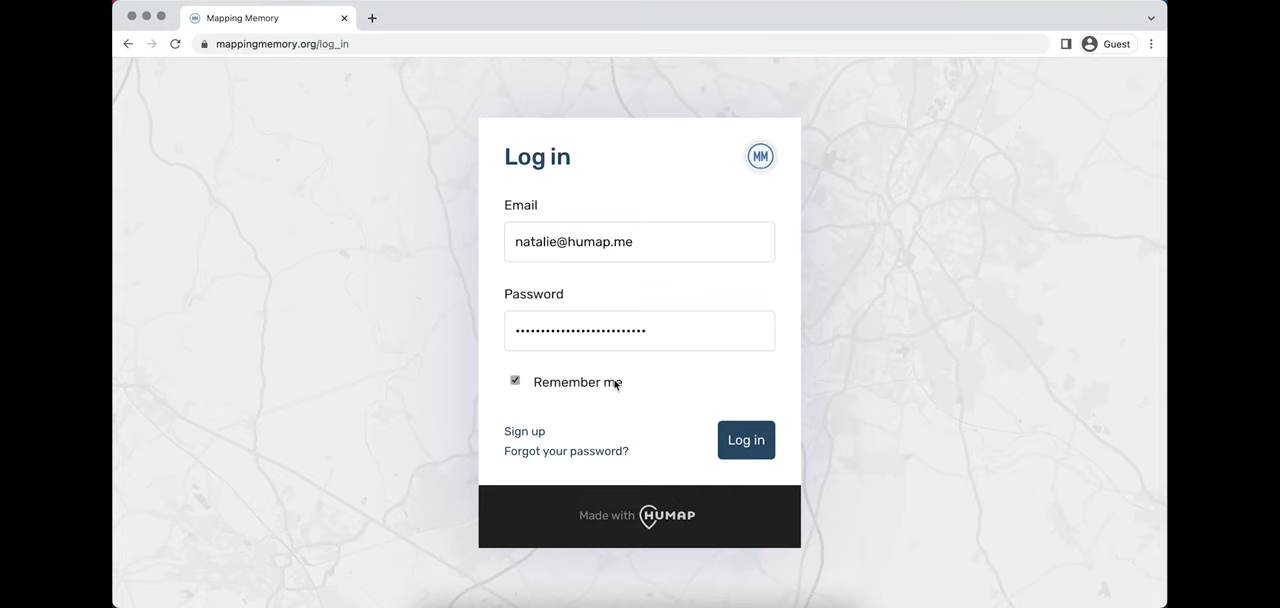 Mapping Memory
mappingmemory.org/log_in
Guest
Log in
MM
Email
natalie@humap.me
Password
••••••••••••••••••••••••••
Remember me
Sign up
Forgot your password?
Log in
Made with HUMAP